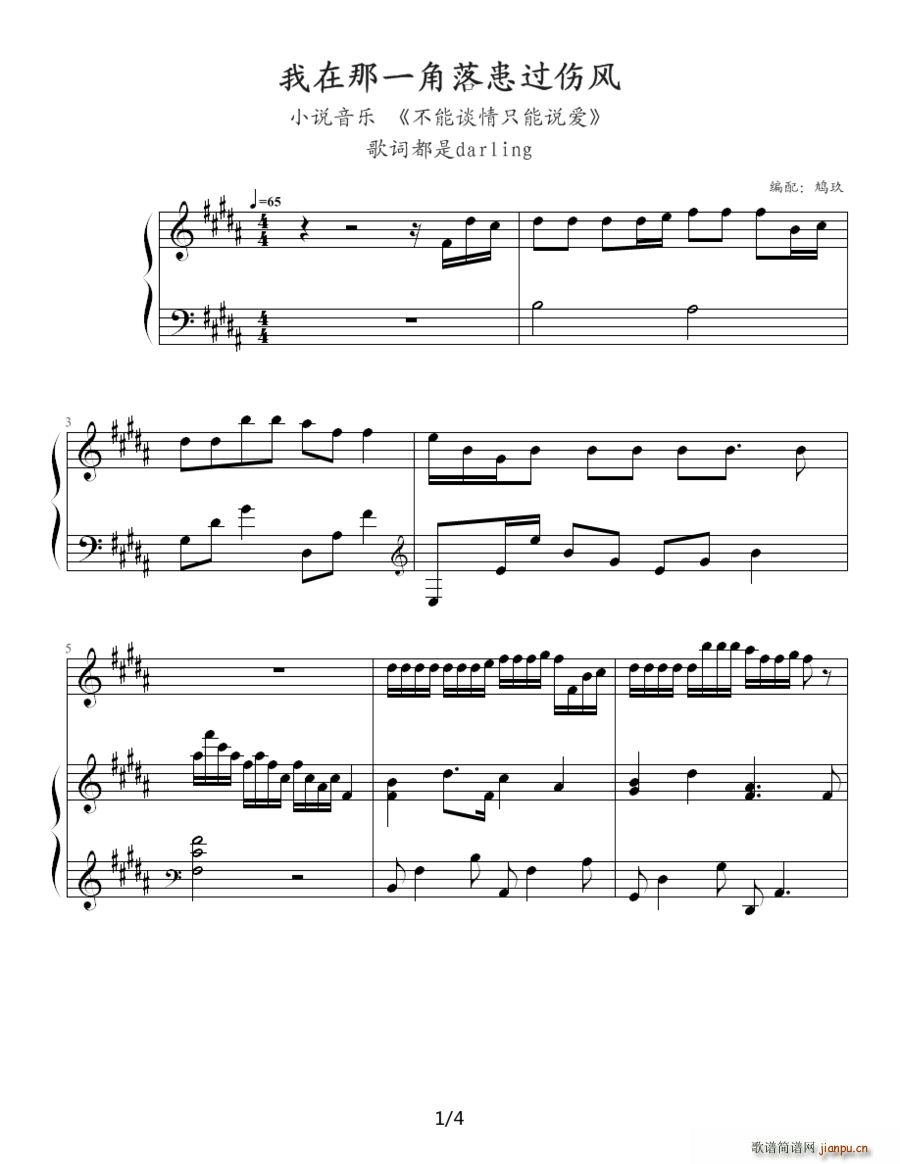 我在那一角落患过伤风
小说音乐 《不能谈情只能说爱》
歌词都是darling
编配：鸠玖
=65
4
4
4
4
3
5
1/4
歌谱简谱网
jianpu.cn